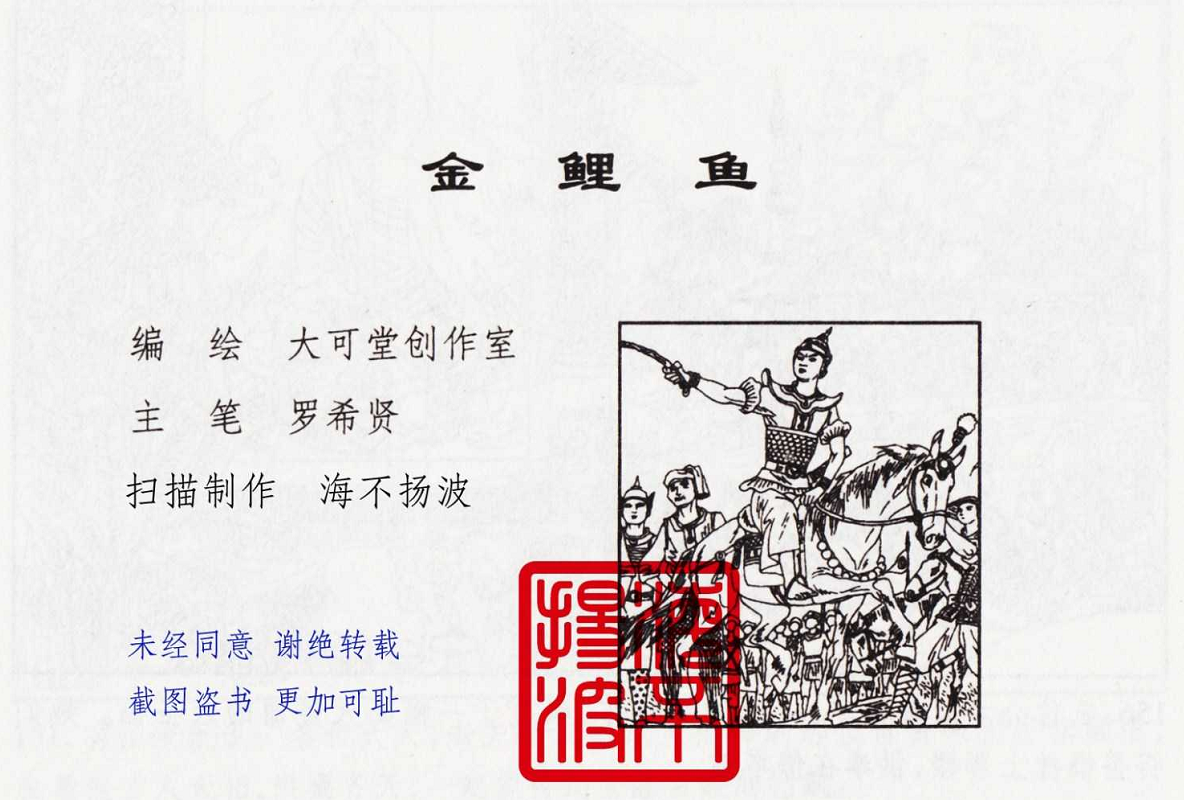 金 鲤 鱼
编 绘 大可堂创作室
主 笔 罗希贤
扫描制作 海不扬波
未经同意 谢绝转载
截图盗书 更加可耻
海不
扬波